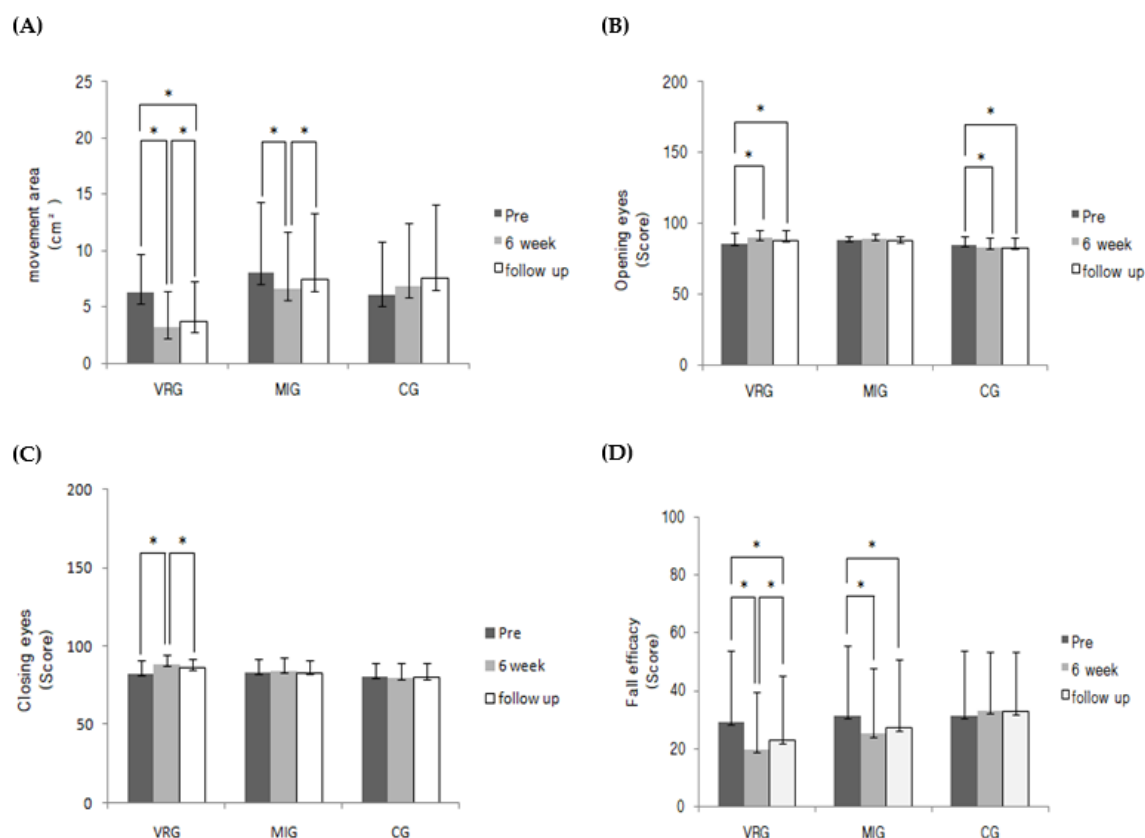 (A)
movement area
(cm²)
25
20
15
10
5
0
*
*
*
*
*
VRG
MIG
CG
Pre
6 week
follow up
(B)
Opening eyes
(Score)
200
150
100
50
0
*
*
*
*
VRG
MIG
CG
Pre
6 week
follow up
(C)
Closing eyes
(Score)
200
150
100
50
0
*
*
VRG
MIG
CG
Pre
6 week
follow up
(D)
Fall efficacy
(Score)
100
80
60
40
20
0
*
*
*
*
*
VRG
MIG
CG
Pre
6 week
follow up